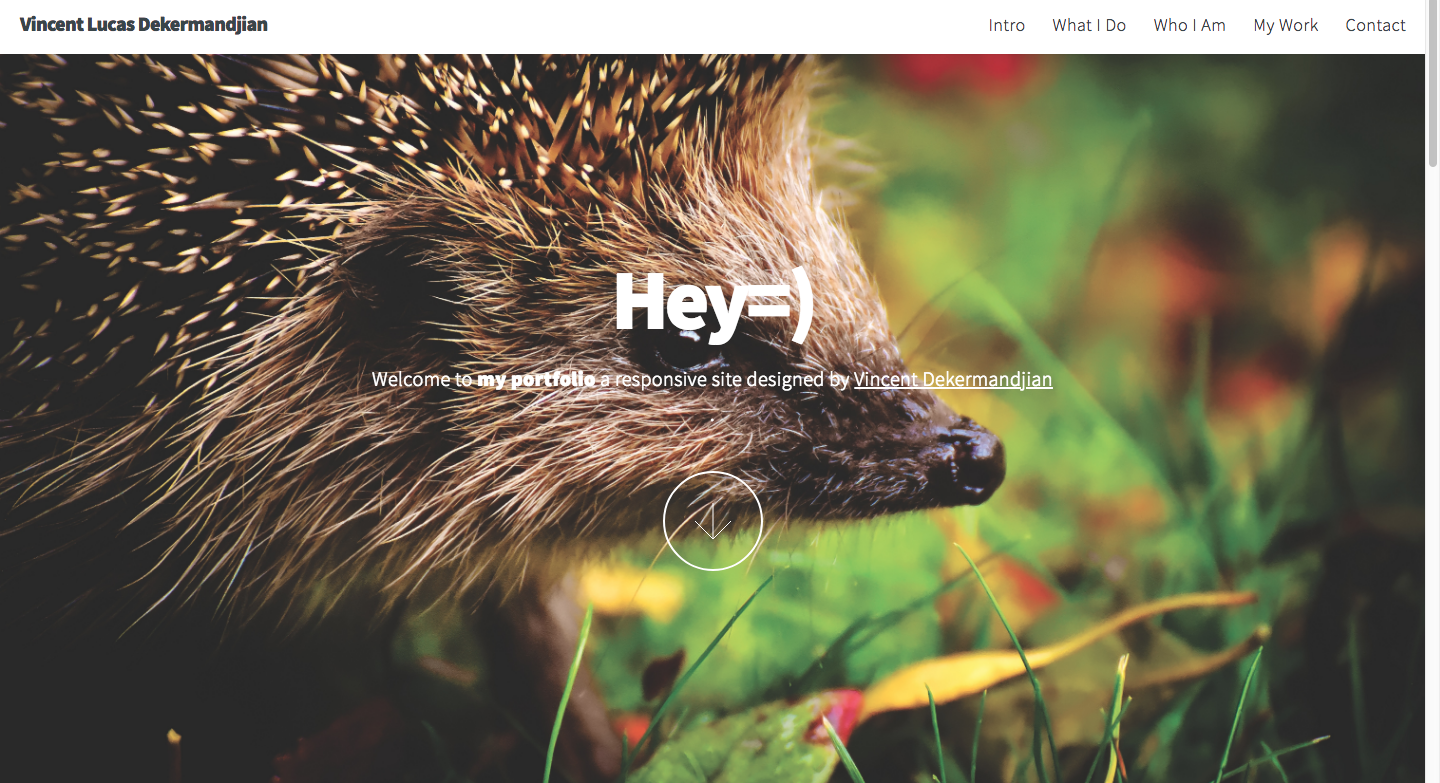 Vincent Lucas Dekermandjian
Intro What I Do Who I Am My Work Contact
Hey=)
Welcome to my portfolio a responsive site designed by Vincent Dekermandjian